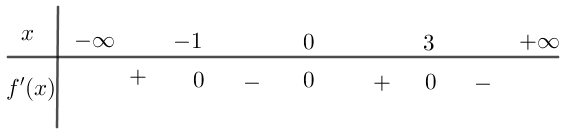 x −∞ −1 0 3 +∞
f′(x) + 0 − 0 + 0 −